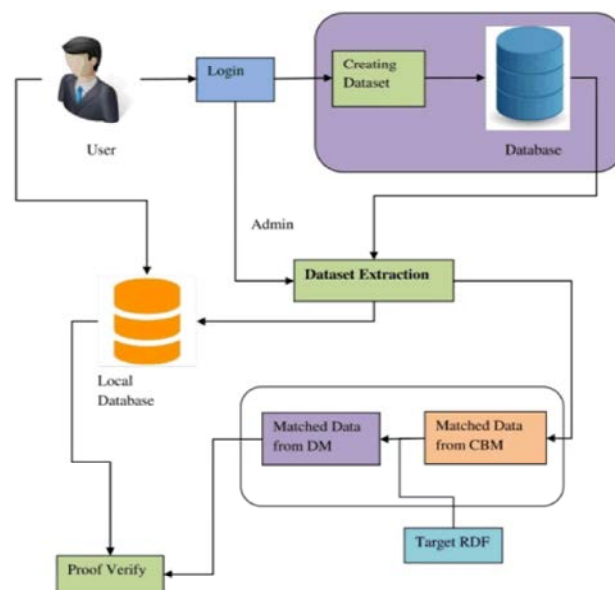 Login
Creating
Dataset
User
Database
Admin
Dataset Extraction
Local
Database
Matched Data
from DM
Matched Data
from CBM
Target RDF
Proof Verify